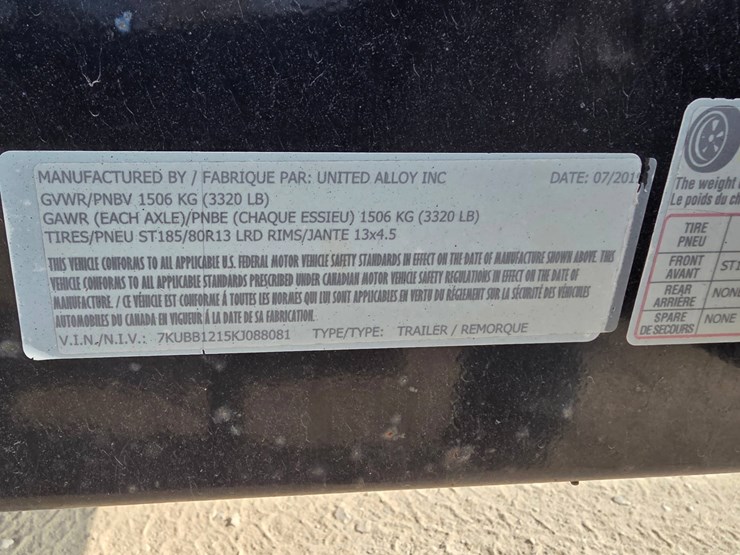 MANUFACTURED BY / FABRIQUE PAR: UNITED ALLOY INC DATE: 07/201
GVWR/PNBV 1506 KG (3320 LB)
GAWR (EACH AXLE)/PNBE (CHAQUE ESSIEU) 1506 KG (3320 LB)
TIRES/PNEU ST185/80R13 LRD RIMS/JANTE 13x4.5
THIS VEHICLE CONFORMS TO ALL APPLICABLE U.S. FEDERAL MOTOR VEHICLE SAFETY STANDARDS IN EFFECT ON THE DATE OF MANUFACTURE SHOWN ABOVE. THIS
VEHICLE CONFORMS TO ALL APPLICABLE STANDARDS PRESCRIBED UNDER CANADIAN MOTOR VEHICLE SAFETY REGULATIONS IN EFFECT ON THE DATE OF
MANUFACTURE. / CE VÉHICULE EST CONFORME À TOUTES LES NORMES QUI LUI SONT APPLICABLES EN VERTU DU RÈGLEMENT SUR LA SÉCURITÉ DES VÉHICULES
AUTOMOBILES DU CANADA EN VIGUEUR À LA DATE DE SA FABRICATION.
V.I.N./N.I.V.: 7KUBB1215KJ088081 TYPE/TYPE: TRAILER / REMORQUE
The weight
Le poids du ch
TIRE
PNEU
FRONT
AVANT
REAR
ARRIÈRE
SPARE
DE SECOURS
NONE